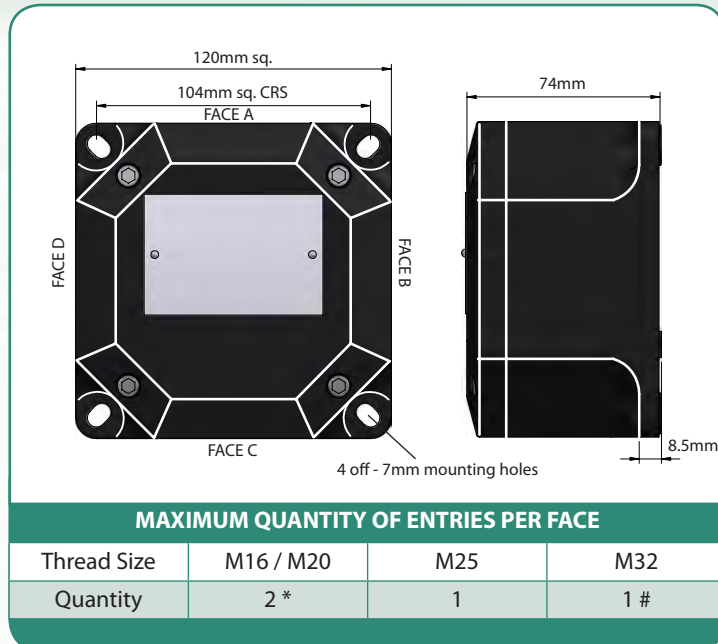 120mm sq.
104mm sq. CRS
FACE A
74mm
FACE D
FACE B
FACE C
8.5mm
4 off - 7mm mounting holes
MAXIMUM QUANTITY OF ENTRIES PER FACE
Thread Size M16 / M20 M25 M32
Quantity 2 * 1 1 #